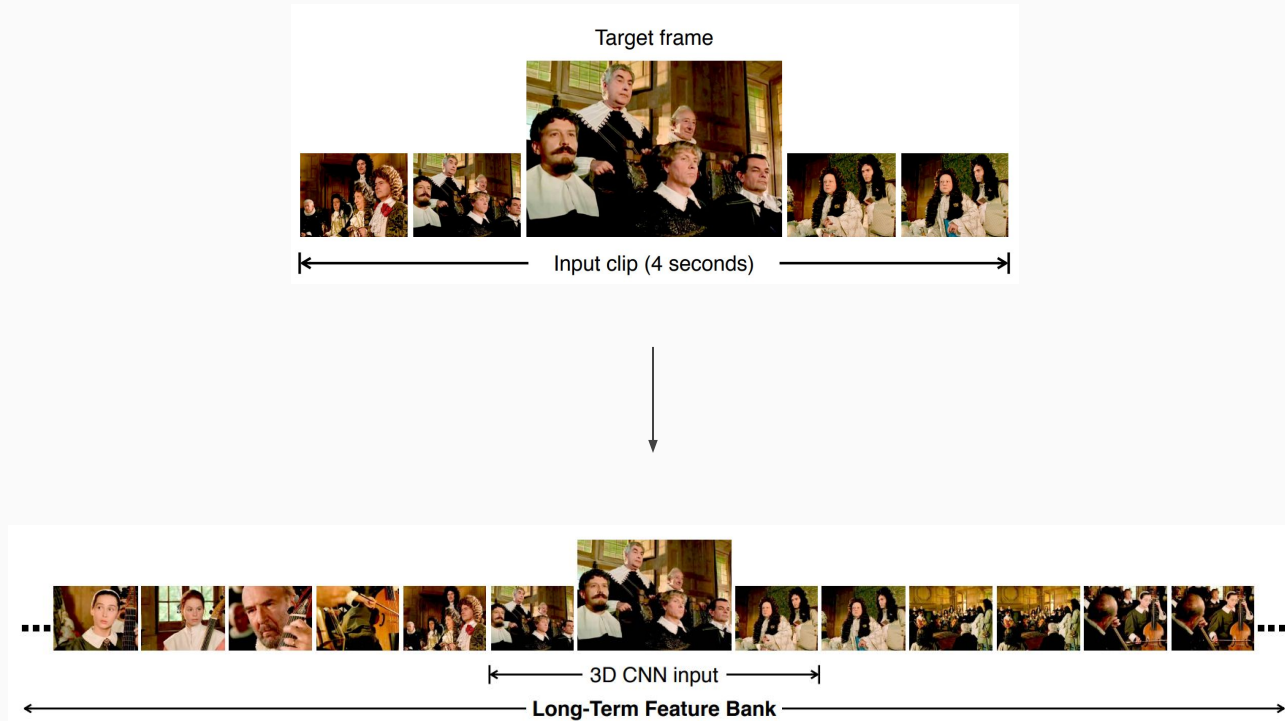 Target frame
Input clip (4 seconds)
3D CNN input
Long-Term Feature Bank